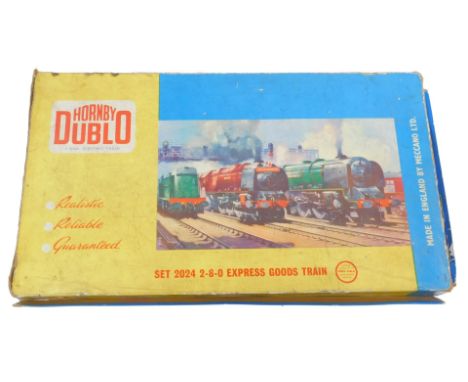 HORNBY
DUBLO
Realistic
Reliable
Guaranteed
SET 2024 2-8-0 EXPRESS GOODS TRAIN
MADE IN ENGLAND BY MECCANO LTD.